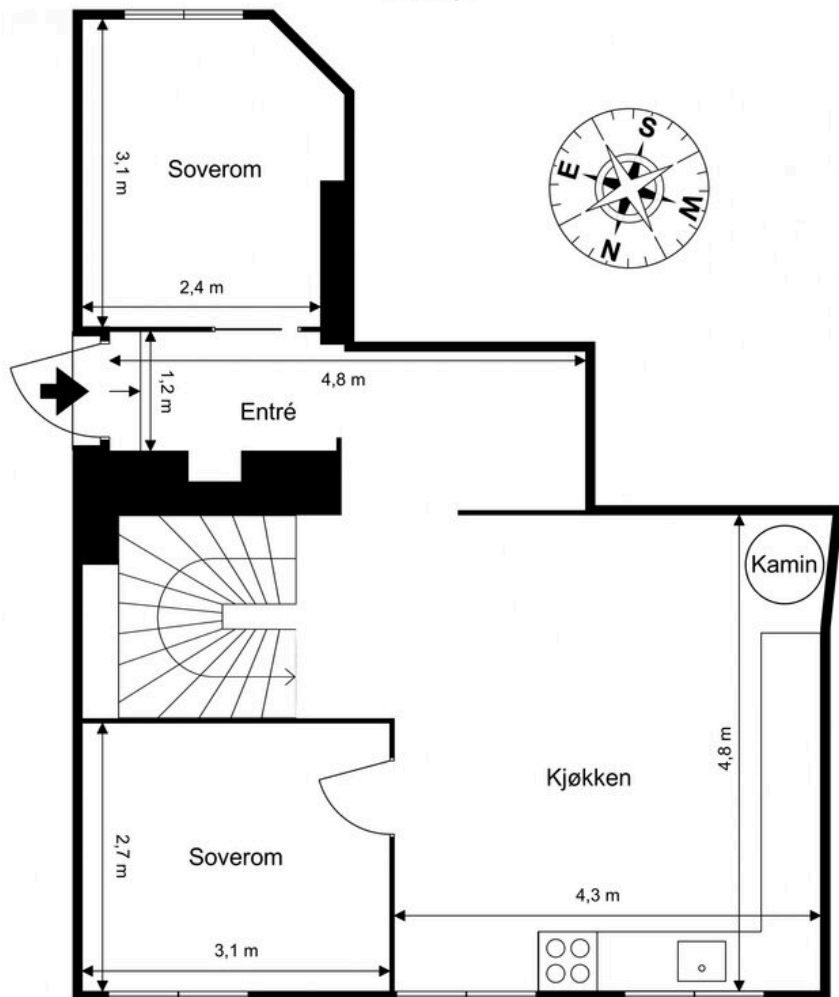 Soverom
3,1 m
2,4 m
S
E
W
N
4,8 m
1,2 m
Entré
Kamin
4,8 m
Kjøkken
2,7 m
Soverom
4,3 m
3,1 m